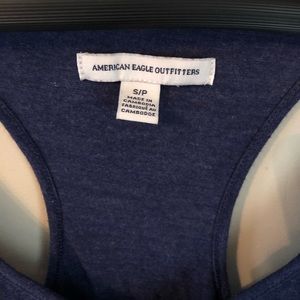 AMERICAN EAGLE OUTFITTERS
S/P
MADE IN
CAMBODIA
FABRIQUÉ AU
CAMBODGE